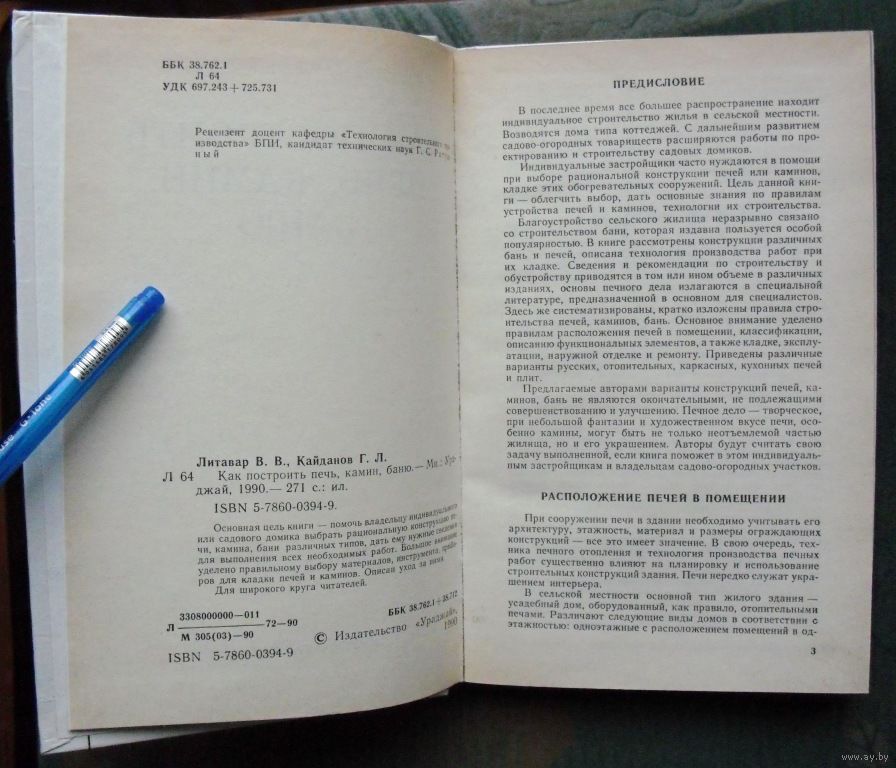 ББК 38.762.1
Л 64
УДК 697.243 + 725.731
Рецензент доцент кафедры «Технология строительного
изводства» БПИ, кандидат технических наук Г. С.
ный
Литавар В. В., Кайданов Г. Л.
Л 64 Как построить печь, камин, баню.— Мн.: Ура-
джай, 1990.— 271 с.: ил.
ISBN 5-7860-0394-9.
Основная цель книги — помочь владельцу индивидуального
или садового домика выбрать рациональную конструкцию пе-
чи, камина, бани различных типов, дать ему нужные сведения
для выполнения всех необходимых работ. Большое внимание
уделено правильному выбору материалов, инструмента,
ров для кладки печей и каминов. Описан уход за ними.
Для широкого круга читателей.
3308000000—011
Л 72—90
М 305(03)—90
ББК 38.762.1+38.712
© Издательство «Ураджай», 1990
ISBN 5-7860-0394-9
use G-Tone
ПРЕДИСЛОВИЕ
В последнее время все большее распространение находит
индивидуальное строительство жилья в сельской местности.
Возводятся дома типа коттеджей. С дальнейшим развитием
садово-огородных товариществ расширяются работы по про-
ектированию и строительству садовых домиков.
Индивидуальные застройщики часто нуждаются в помощи
при выборе рациональной конструкции печей или каминов,
кладке этих обогревательных сооружений. Цель данной кни-
ги — облегчить выбор, дать основные знания по правилам
устройства печей и каминов, технологии их строительства.
Благоустройство сельского жилища неразрывно связано
со строительством бани, которая издавна пользуется особой
популярностью. В книге рассмотрены конструкции различных
бань и печей, описана технология производства работ при
их кладке. Сведения и рекомендации по строительству и
обустройству приводятся в том или ином объеме в различных
изданиях, основы печного дела излагаются в специальной
литературе, предназначенной в основном для специалистов.
Здесь же систематизированы, кратко изложены правила стро-
ительства печей, каминов, бань. Основное внимание уделено
правилам расположения печей в помещении, классификации,
описанию функциональных элементов, а также кладке, эксплу-
атации, наружной отделке и ремонту. Приведены различные
варианты русских, отопительных, каркасных, кухонных печей
и плит.
Предлагаемые авторами варианты конструкций печей, ка-
минов, бань не являются окончательными, не подлежащими
совершенствованию и улучшению. Печное дело — творческое,
при небольшой фантазии и художественном вкусе печи, осо-
бенно камины, могут быть не только неотъемлемой частью
жилища, но и его украшением. Авторы будут считать свою
задачу выполненной, если книга поможет в этом индивидуаль-
ным застройщикам и владельцам садово-огородных участков.
РАСПОЛОЖЕНИЕ ПЕЧЕЙ В ПОМЕЩЕНИИ
При сооружении печи в здании необходимо учитывать его
архитектуру, этажность, материал и размеры ограждающих
конструкций — все это имеет значение. В свою очередь, тех-
ника печного отопления и технология производства печных
работ существенно влияют на планировку и использование
строительных конструкций здания. Печи нередко служат укра-
шением интерьера.
В сельской местности основной тип жилого здания —
усадебный дом, оборудованный, как правило, отопительными
печами. Различают следующие виды домов в соответствии с
этажностью: одноэтажные с расположением помещений в од-
3
www.ay.by